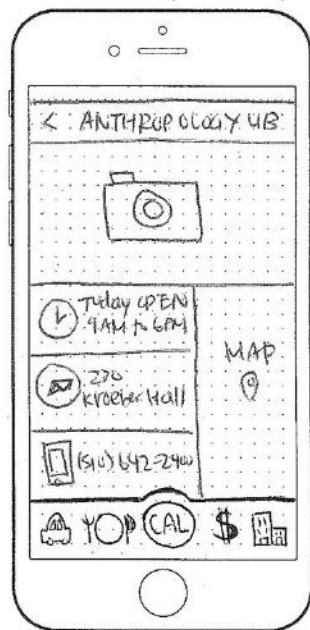 < ANTHROPOLOGY LIB
Today OPEN
9AM to 6PM
230
Kroeber Hall
(510) 642-2400
MAP
CAL
$